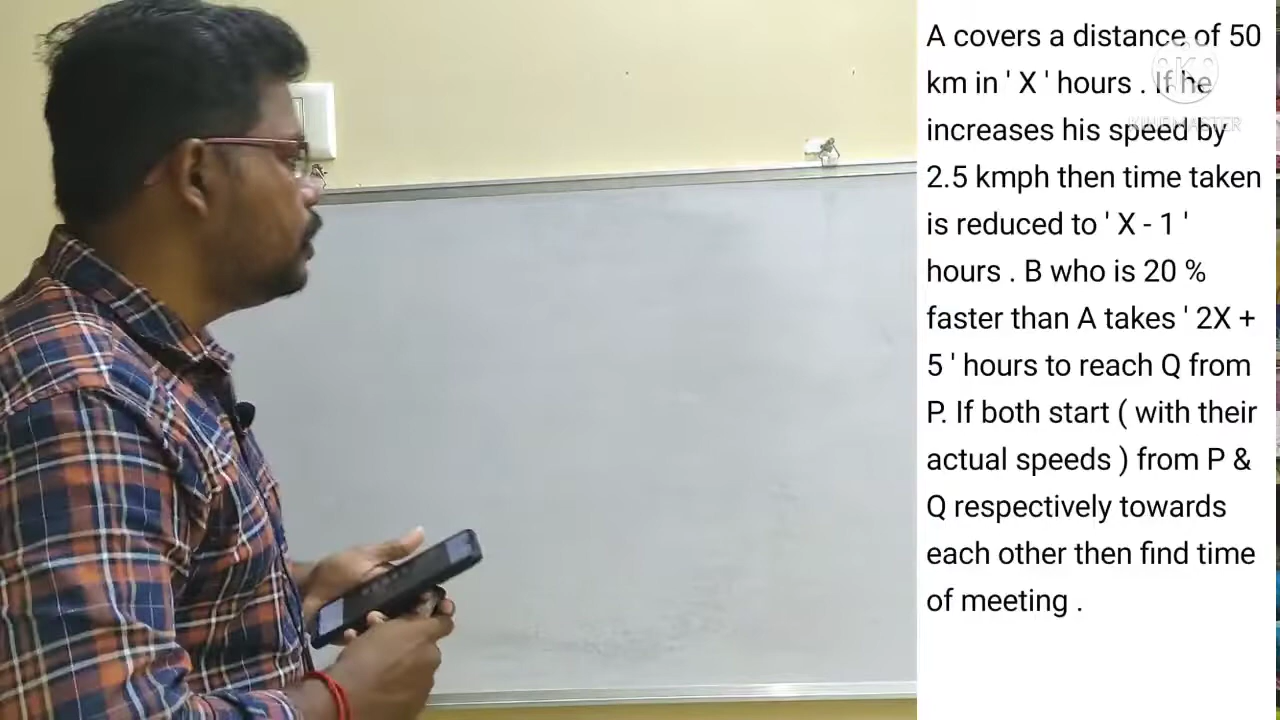 A covers a distance of 50
km in ' X ' hours . If he
increases his speed by
2.5 kmph then time taken
is reduced to ' X - 1 '
hours . B who is 20 %
faster than A takes ' 2X +
5 ' hours to reach Q from
P. If both start ( with their
actual speeds ) from P &
Q respectively towards
each other then find time
of meeting .
K
KINEMASTER